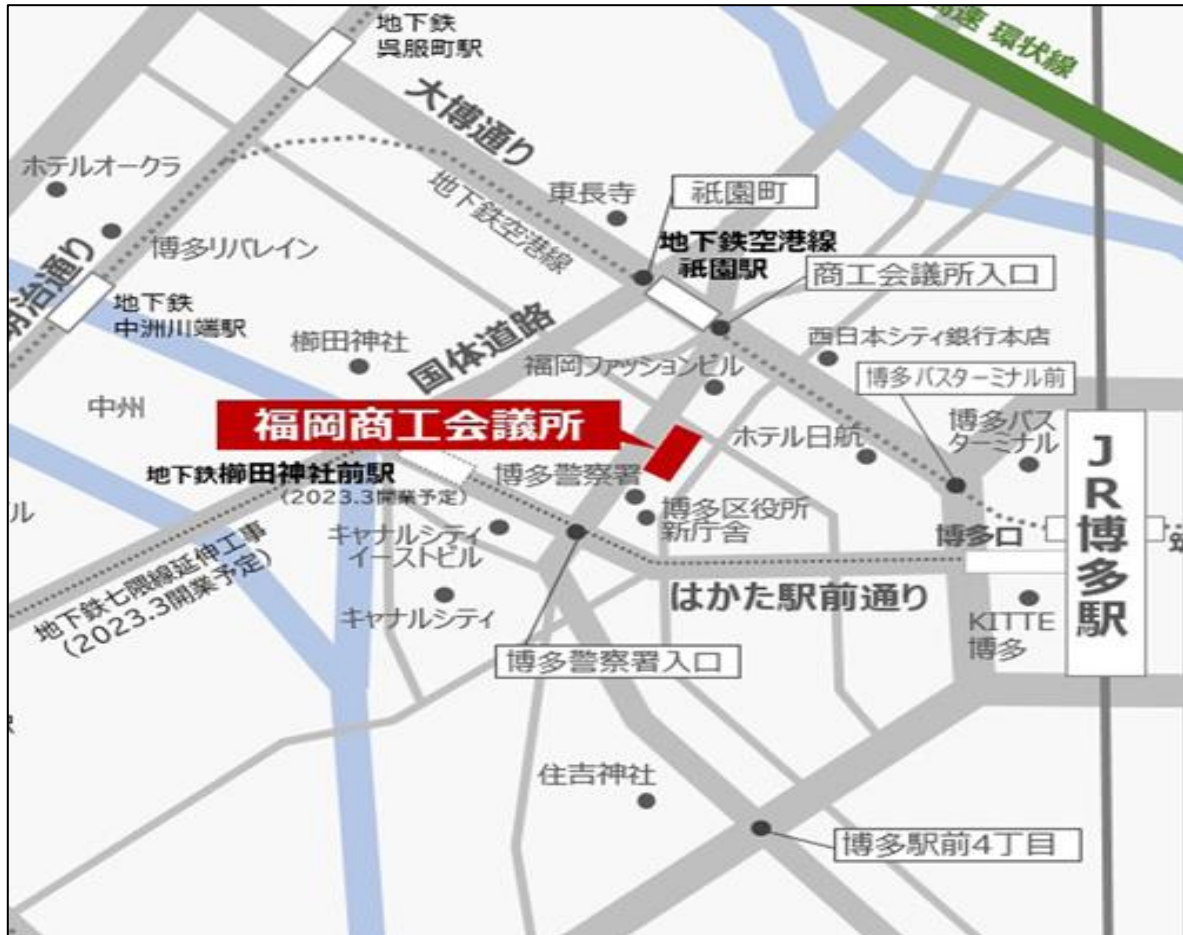 地下鉄
呉服町駅
高速 環状線
大博通り
ホテルオークラ
東長寺
祇園町
地下鉄空港線
博多リバレイン
地下鉄空港線
祇園駅
商工会議所入口
明治通り
地下鉄
中洲川端駅
櫛田神社
国体道路
福岡ファッションビル
西日本シティ銀行本店
博多バスターミナル前
中州
福岡商工会議所
ホテル日航
博多バス
ターミナル
JR博多駅
地下鉄櫛田神社前駅
(2023.3開業予定)
博多警察署
博多区役所
新庁舎
ル
キャナルシティ
イーストビル
博多口
地下鉄七隈線延伸工事
(2023.3開業予定)
キャナルシティ
はかた駅前通り
KITTE
博多
博多警察署入口
住吉神社
博多駅前4丁目